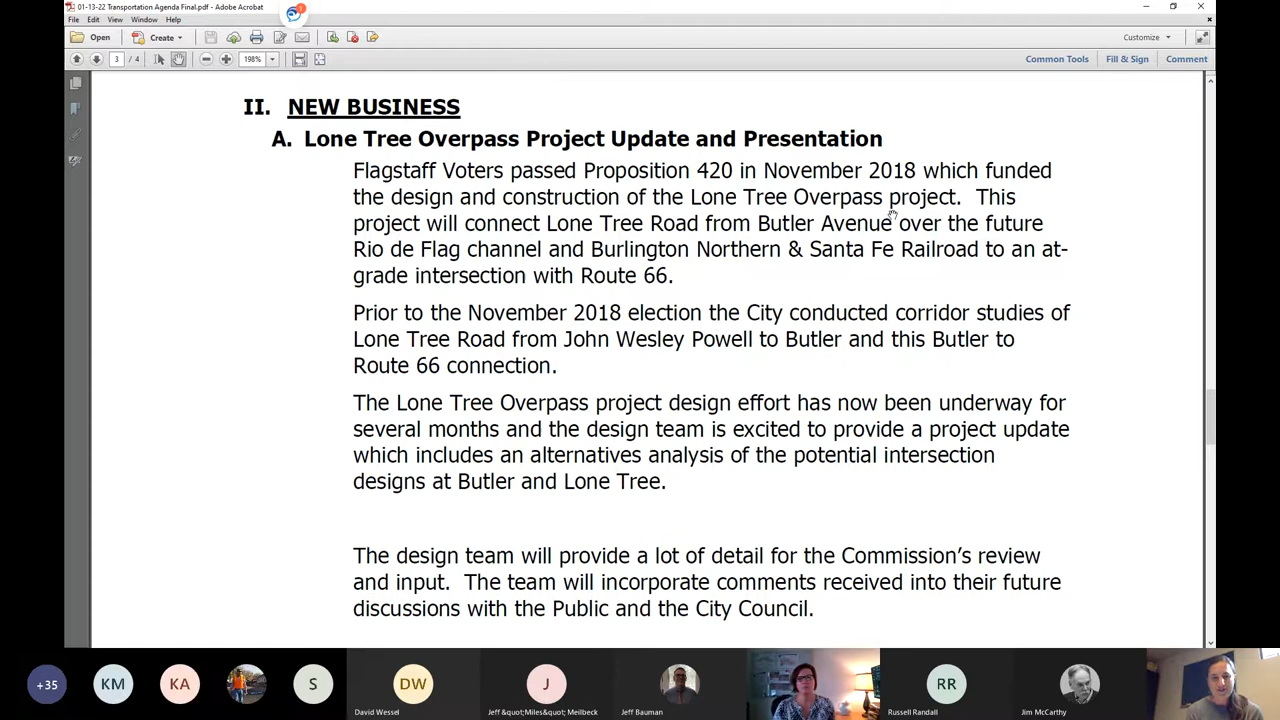 01-13-22 Transportation Agenda Final.pdf - Adobe Acrobat
File Edit View Window Help
1
Open Create Customize
3 / 4 198% Common Tools Fill & Sign Comment
II. NEW BUSINESS
A. Lone Tree Overpass Project Update and Presentation
Flagstaff Voters passed Proposition 420 in November 2018 which funded
the design and construction of the Lone Tree Overpass project. This
project will connect Lone Tree Road from Butler Avenue over the future
Rio de Flag channel and Burlington Northern & Santa Fe Railroad to an at-
grade intersection with Route 66.
Prior to the November 2018 election the City conducted corridor studies of
Lone Tree Road from John Wesley Powell to Butler and this Butler to
Route 66 connection.
The Lone Tree Overpass project design effort has now been underway for
several months and the design team is excited to provide a project update
which includes an alternatives analysis of the potential intersection
designs at Butler and Lone Tree.
The design team will provide a lot of detail for the Commission's review
and input. The team will incorporate comments received into their future
discussions with the Public and the City Council.
+35 KM KA S DW J RR
David Wessel Jeff&quot;Miles&quot; Meilbeck Jeff Bauman Russell Randall Jim McCarthy